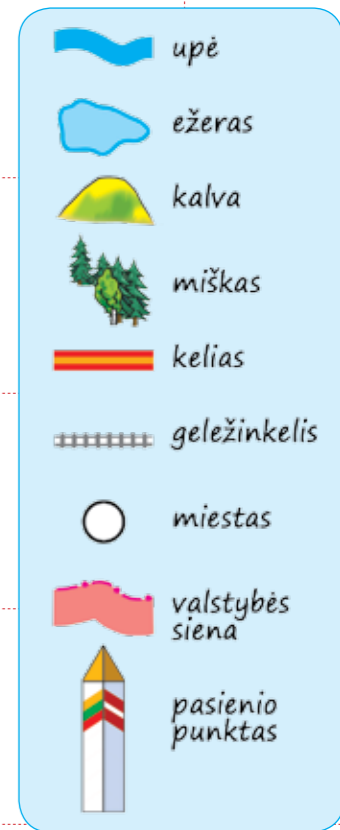 upė
ežeras
kalva
miškas
kelias
geležinkelis
miestas
valstybės
siena
pasienio
punktas